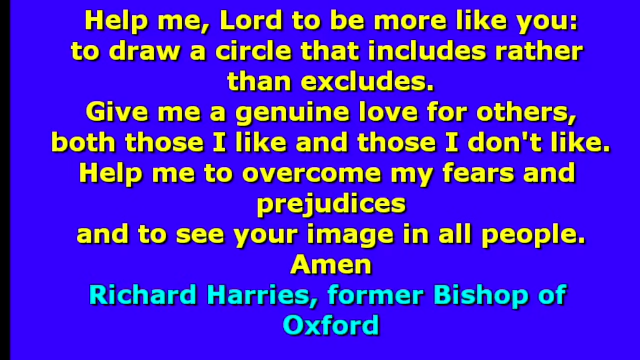 Help me, Lord to be more like you:
to draw a circle that includes rather
than excludes.
Give me a genuine love for others,
both those I like and those I don't like.
Help me to overcome my fears and
prejudices
and to see your image in all people.
Amen
Richard Harries, former Bishop of
Oxford